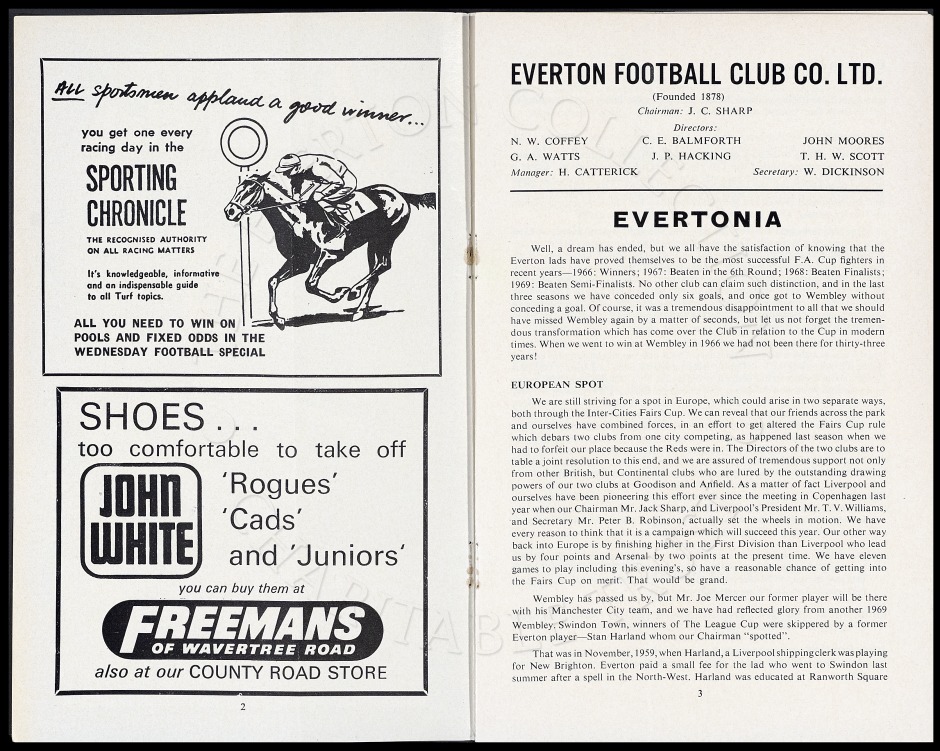 ALL sportsmen applaud a good winner...
you get one every
racing day in the
SPORTING
CHRONICLE
THE RECOGNISED AUTHORITY
ON ALL RACING MATTERS
It's knowledgeable, informative
and an indispensable guide
to all Turf topics.
ALL YOU NEED TO WIN ON
POOLS AND FIXED ODDS IN THE
WEDNESDAY FOOTBALL SPECIAL
1
SHOES ...
too comfortable to take off
JOHN
WHITE
'Rogues'
'Cads'
and 'Juniors'
you can buy them at
FREEMANS
OF WAVERTREE ROAD
also at our COUNTY ROAD STORE
2
EVERTON FOOTBALL CLUB CO. LTD.
(Founded 1878)
Chairman: J. C. SHARP
Directors:
N. W. COFFEY C. E. BALMFORTH JOHN MOORES
G. A. WATTS J. P. HACKING T. H. W. SCOTT
Manager: H. CATTERICK Secretary: W. DICKINSON
EVERTONIA
Well, a dream has ended, but we all have the satisfaction of knowing that the
Everton lads have proved themselves to be the most successful F.A. Cup fighters in
recent years—1966: Winners; 1967: Beaten in the 6th Round; 1968: Beaten Finalists;
1969: Beaten Semi-Finalists. No other club can claim such distinction, and in the last
three seasons we have conceded only six goals, and once got to Wembley without
conceding a goal. Of course, it was a tremendous disappointment to all that we should
have missed Wembley again by a matter of seconds, but let us not forget the tremen-
dous transformation which has come over the Club in relation to the Cup in modern
times. When we went to win at Wembley in 1966 we had not been there for thirty-three
years!
EUROPEAN SPOT
We are still striving for a spot in Europe, which could arise in two separate ways,
both through the Inter-Cities Fairs Cup. We can reveal that our friends across the park
and ourselves have combined forces, in an effort to get altered the Fairs Cup rule
which debars two clubs from one city competing, as happened last season when we
had to forfeit our place because the Reds were in. The Directors of the two clubs are to
table a joint resolution to this end, and we are assured of tremendous support not only
from other British, but Continental clubs who are lured by the outstanding drawing
powers of our two clubs at Goodison and Anfield. As a matter of fact Liverpool and
ourselves have been pioneering this effort ever since the meeting in Copenhagen last
year when our Chairman Mr. Jack Sharp, and Liverpool's President Mr. T. V. Williams,
and Secretary Mr. Peter B. Robinson, actually set the wheels in motion. We have
every reason to think that it is a campaign which will succeed this year. Our other way
back into Europe is by finishing higher in the First Division than Liverpool who lead
us by four points and Arsenal by two points at the present time. We have eleven
games to play including this evening's, so have a reasonable chance of getting into
the Fairs Cup on merit. That would be grand.
Wembley has passed us by, but Mr. Joe Mercer our former player will be there
with his Manchester City team, and we have had reflected glory from another 1969
Wembley. Swindon Town, winners of The League Cup were skippered by a former
Everton player—Stan Harland whom our Chairman "spotted".
That was in November, 1959, when Harland, a Liverpool shipping clerk was playing
for New Brighton. Everton paid a small fee for the lad who went to Swindon last
summer after a spell in the North-West. Harland was educated at Ranworth Square
3